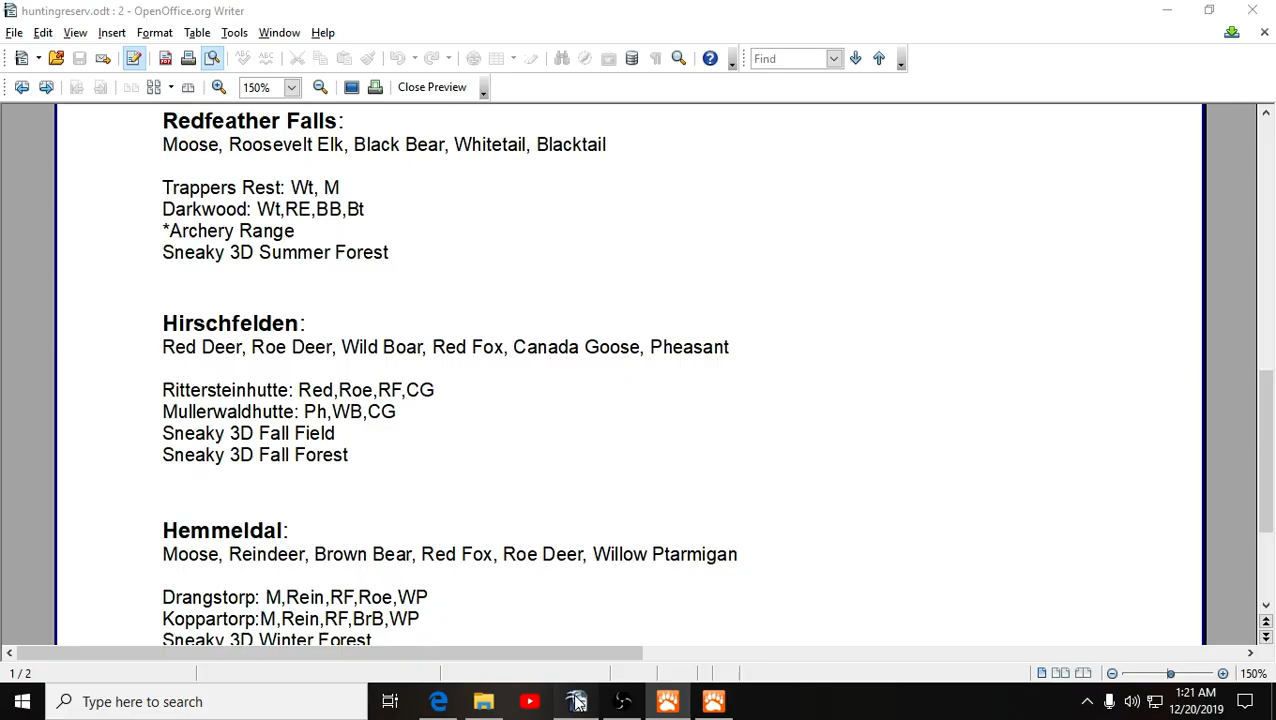 huntingreserv.odt : 2 - OpenOffice.org Writer
File Edit View Insert Format Table Tools Window Help
Find
150% Close Preview
Redfeather Falls:
Moose, Roosevelt Elk, Black Bear, Whitetail, Blacktail
Trappers Rest: Wt, M
Darkwood: Wt,RE,BB,Bt
*Archery Range
Sneaky 3D Summer Forest
Hirschfelden:
Red Deer, Roe Deer, Wild Boar, Red Fox, Canada Goose, Pheasant
Rittersteinhutte: Red,Roe,RF,CG
Mullerwaldhutte: Ph,WB,CG
Sneaky 3D Fall Field
Sneaky 3D Fall Forest
Hemmeldal:
Moose, Reindeer, Brown Bear, Red Fox, Roe Deer, Willow Ptarmigan
Drangstorp: M,Rein,RF,Roe,WP
Koppartorp:M,Rein,RF,BrB,WP
Sneaky 3D Winter Forest
1 / 2 150%
Type here to search
1:21 AM
12/20/2019